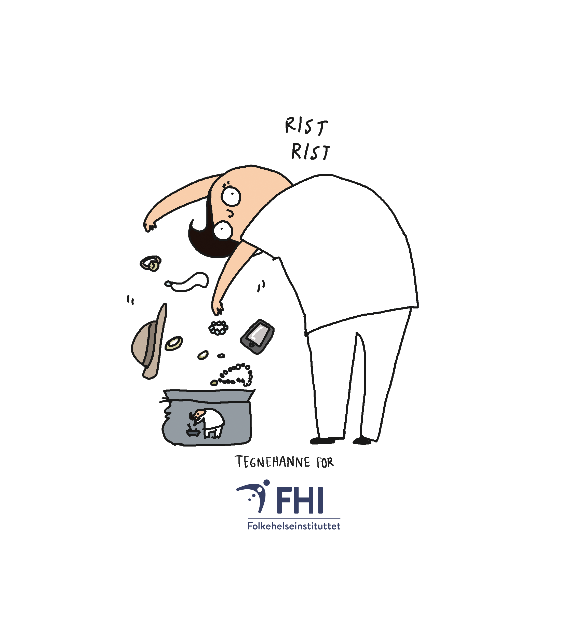 RIST
RIST
TEGNEHANNE FOR
FHI
Folkehelseinstituttet